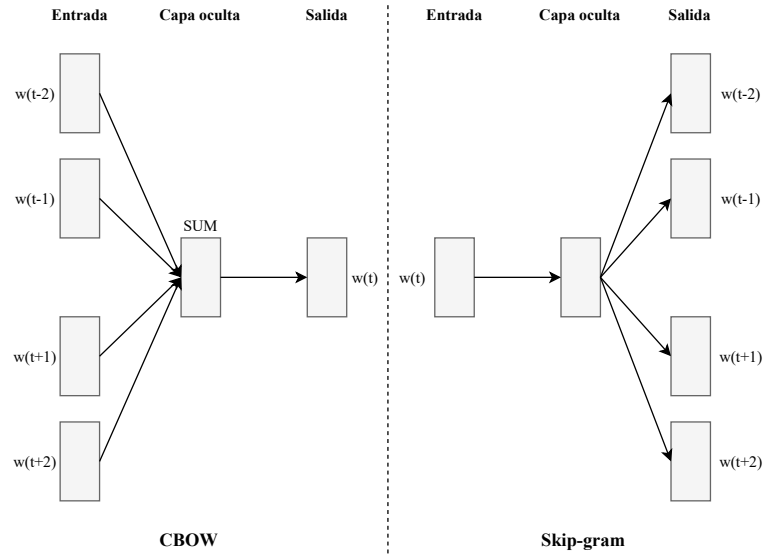 Entrada Capa oculta Salida Entrada Capa oculta Salida
w(t-2) w(t-2)
w(t-1) w(t-1)
SUM
w(t) w(t)
w(t+1) w(t+1)
w(t+2) w(t+2)
CBOW Skip-gram